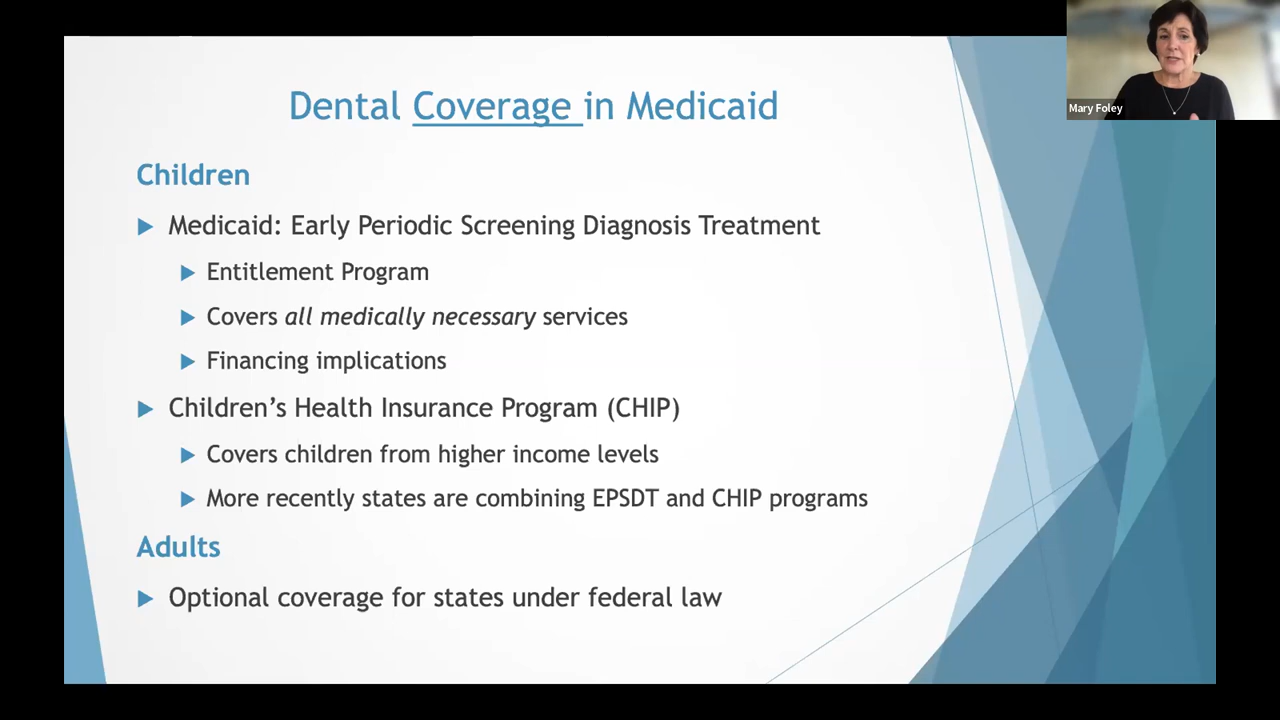 Dental Coverage in Medicaid
Mary Foley
Children
Medicaid: Early Periodic Screening Diagnosis Treatment
Entitlement Program
Covers all medically necessary services
Financing implications
Children’s Health Insurance Program (CHIP)
Covers children from higher income levels
More recently states are combining EPSDT and CHIP programs
Adults
Optional coverage for states under federal law